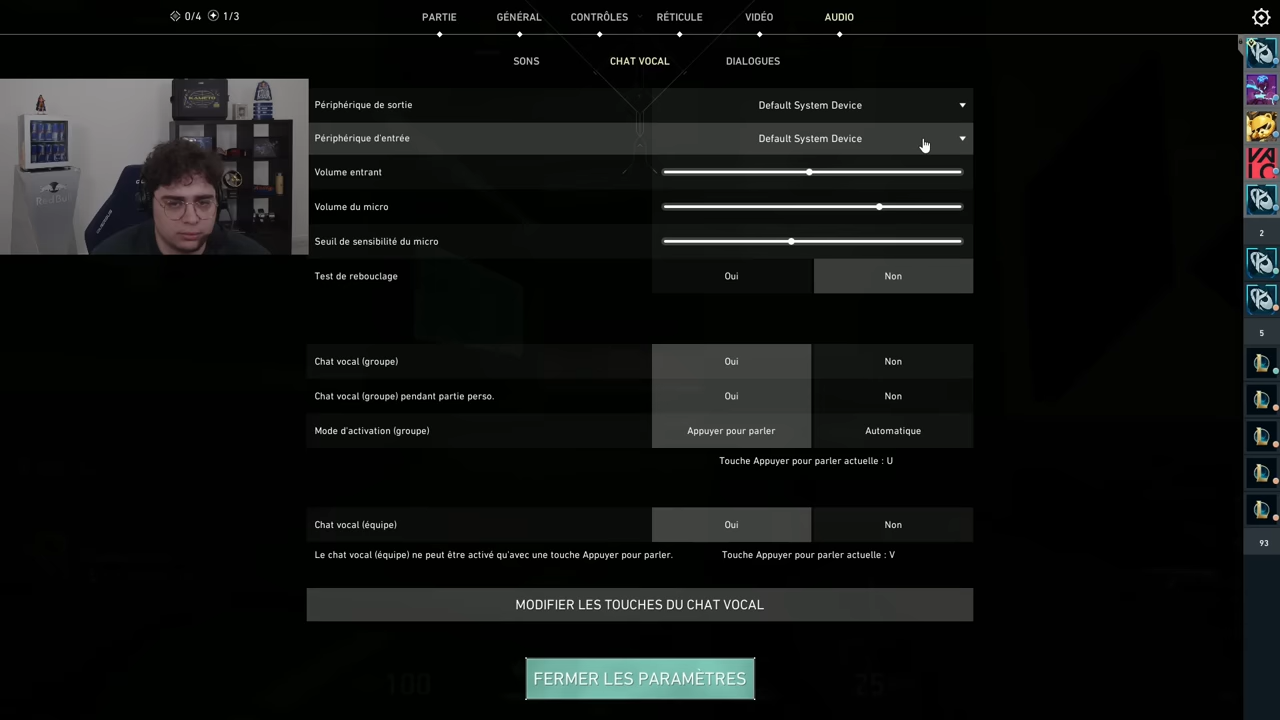 0/4 1/3
PARTIE GÉNÉRAL CONTRÔLES RÉTICULE VIDÉO AUDIO
SONS CHAT VOCAL DIALOGUES
Périphérique de sortie Default System Device
Périphérique d'entrée Default System Device
Volume entrant
Volume du micro
Seuil de sensibilité du micro
Test de rebouclage Oui Non
2
5
Chat vocal (groupe) Oui Non
Chat vocal (groupe) pendant partie perso. Oui Non
Mode d'activation (groupe) Appuyer pour parler Automatique
Touche Appuyer pour parler actuelle : U
Chat vocal (équipe) Oui Non
93
Le chat vocal (équipe) ne peut être activé qu'avec une touche Appuyer pour parler. Touche Appuyer pour parler actuelle : V
MODIFIER LES TOUCHES DU CHAT VOCAL
FERMER LES PARAMÈTRES
100 25